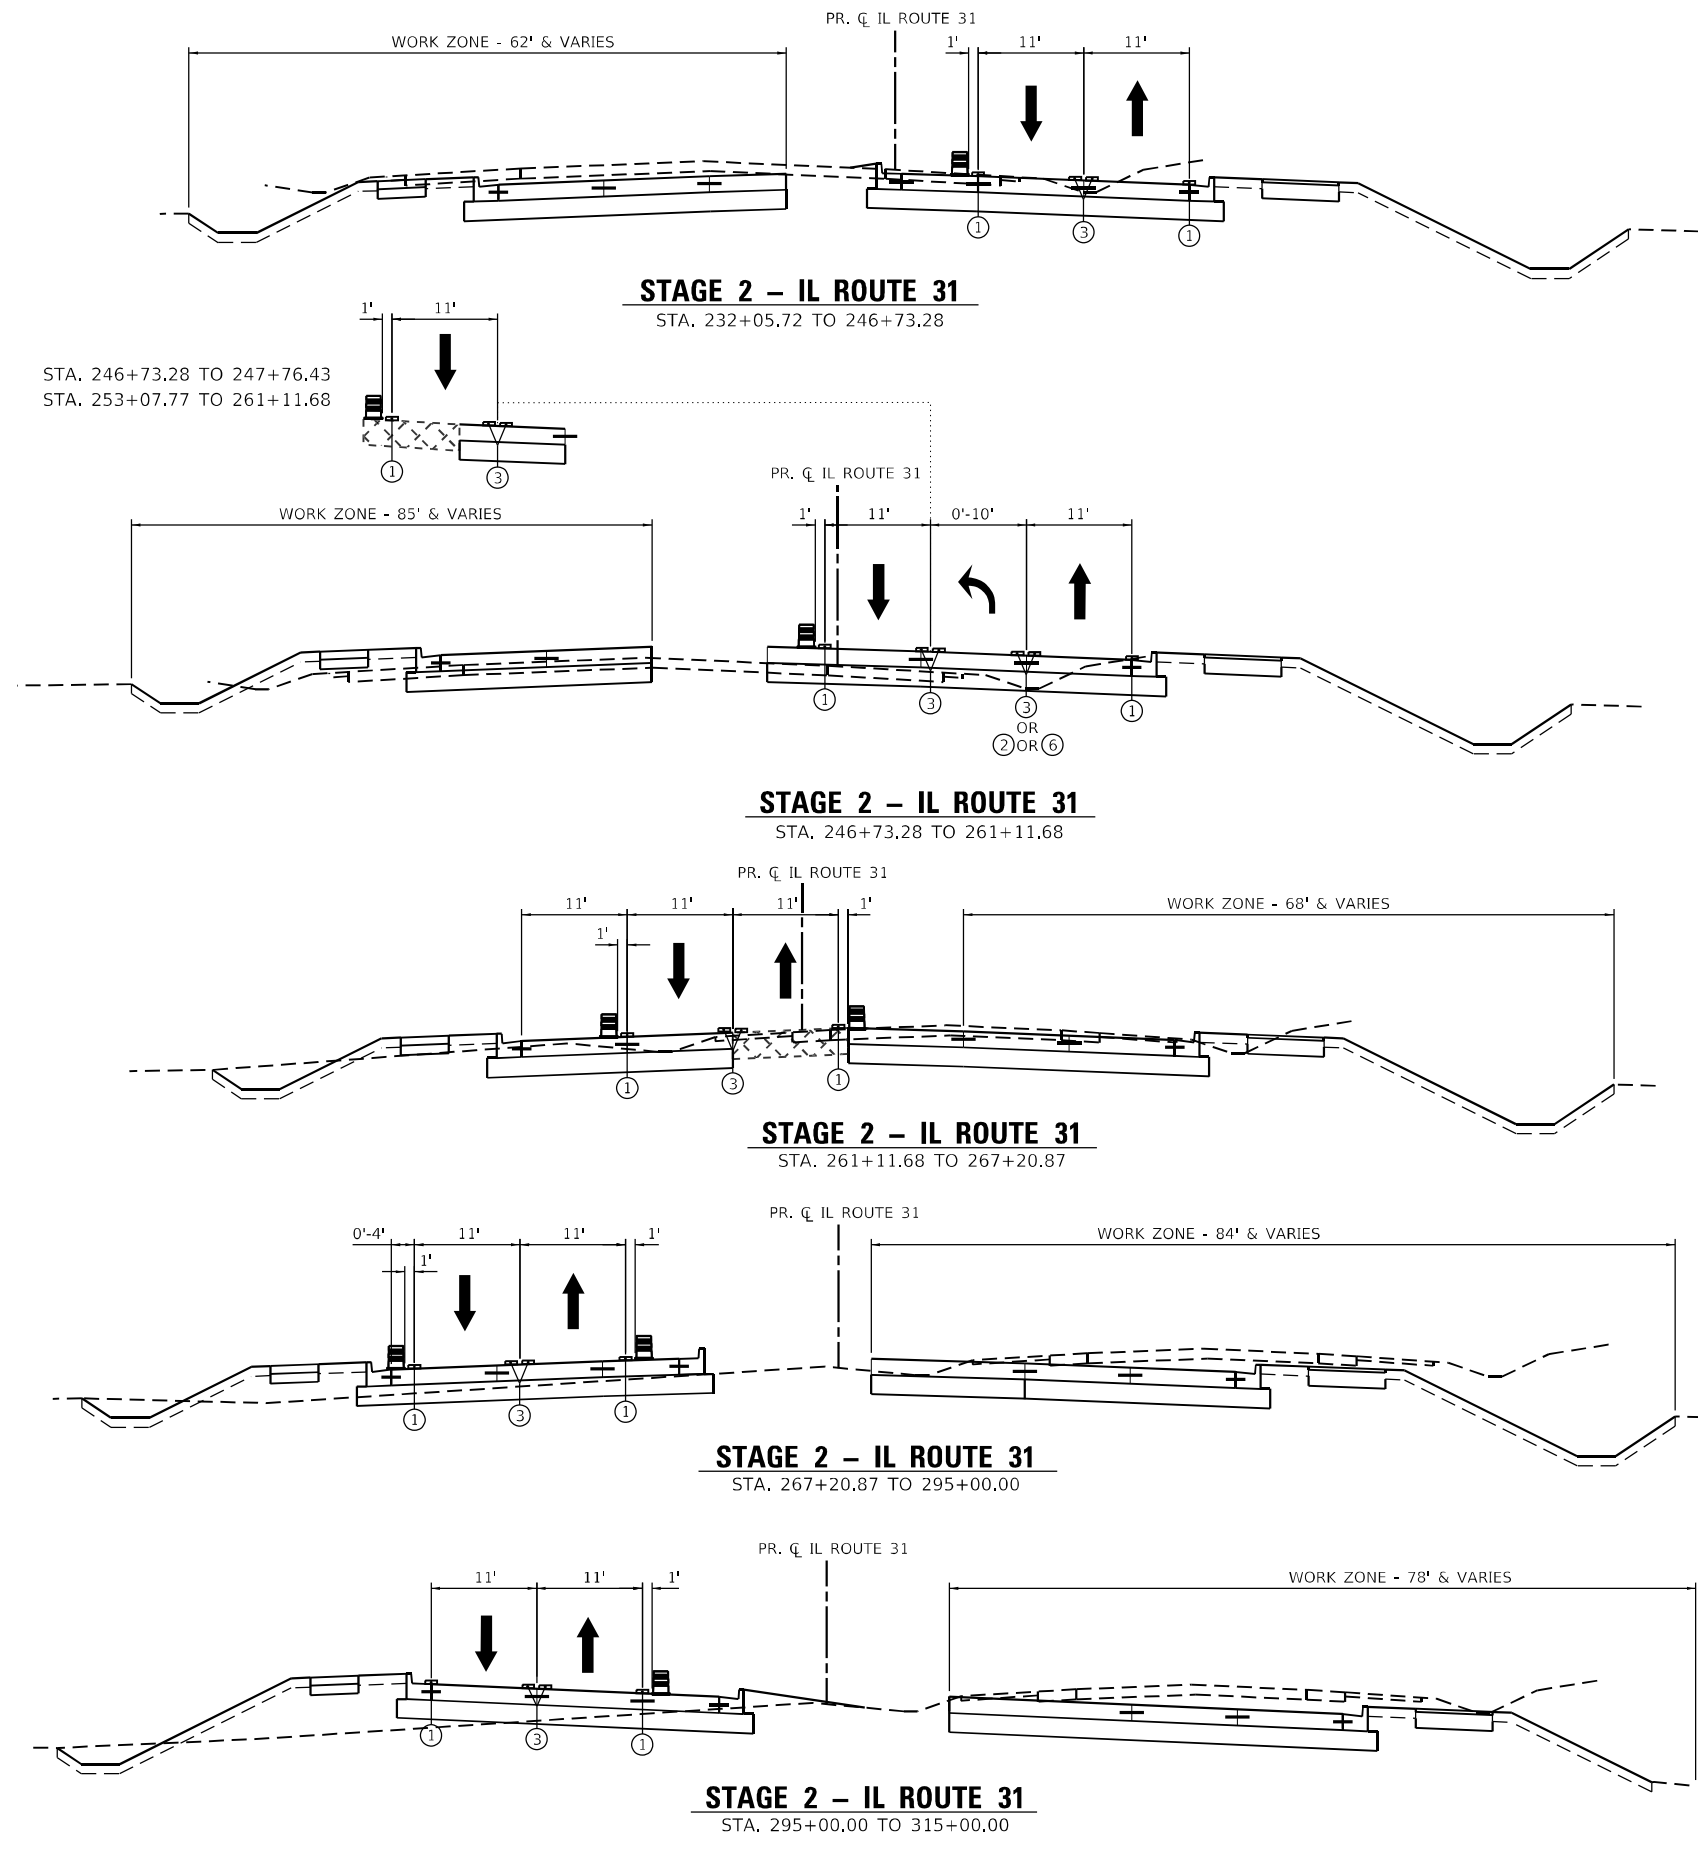 PR. ℄ IL ROUTE 31
WORK ZONE - 62' & VARIES
1' 11' 11'
1 3 1
STAGE 2 – IL ROUTE 31
STA. 232+05.72 TO 246+73.28
1' 11'
STA. 246+73.28 TO 247+76.43
STA. 253+07.77 TO 261+11.68
1 3
PR. ℄ IL ROUTE 31
WORK ZONE - 85' & VARIES
1' 11' 0'-10' 11'
1 3 3 1
OR
2 OR 6
STAGE 2 – IL ROUTE 31
STA. 246+73.28 TO 261+11.68
PR. ℄ IL ROUTE 31
11' 11' 11' 1'
WORK ZONE - 68' & VARIES
1'
1 3 1
STAGE 2 – IL ROUTE 31
STA. 261+11.68 TO 267+20.87
PR. ℄ IL ROUTE 31
0'-4' 11' 11' 1'
WORK ZONE - 84' & VARIES
1'
1 3 1
STAGE 2 – IL ROUTE 31
STA. 267+20.87 TO 295+00.00
PR. ℄ IL ROUTE 31
11' 11' 1'
WORK ZONE - 78' & VARIES
1 3 1
STAGE 2 – IL ROUTE 31
STA. 295+00.00 TO 315+00.00